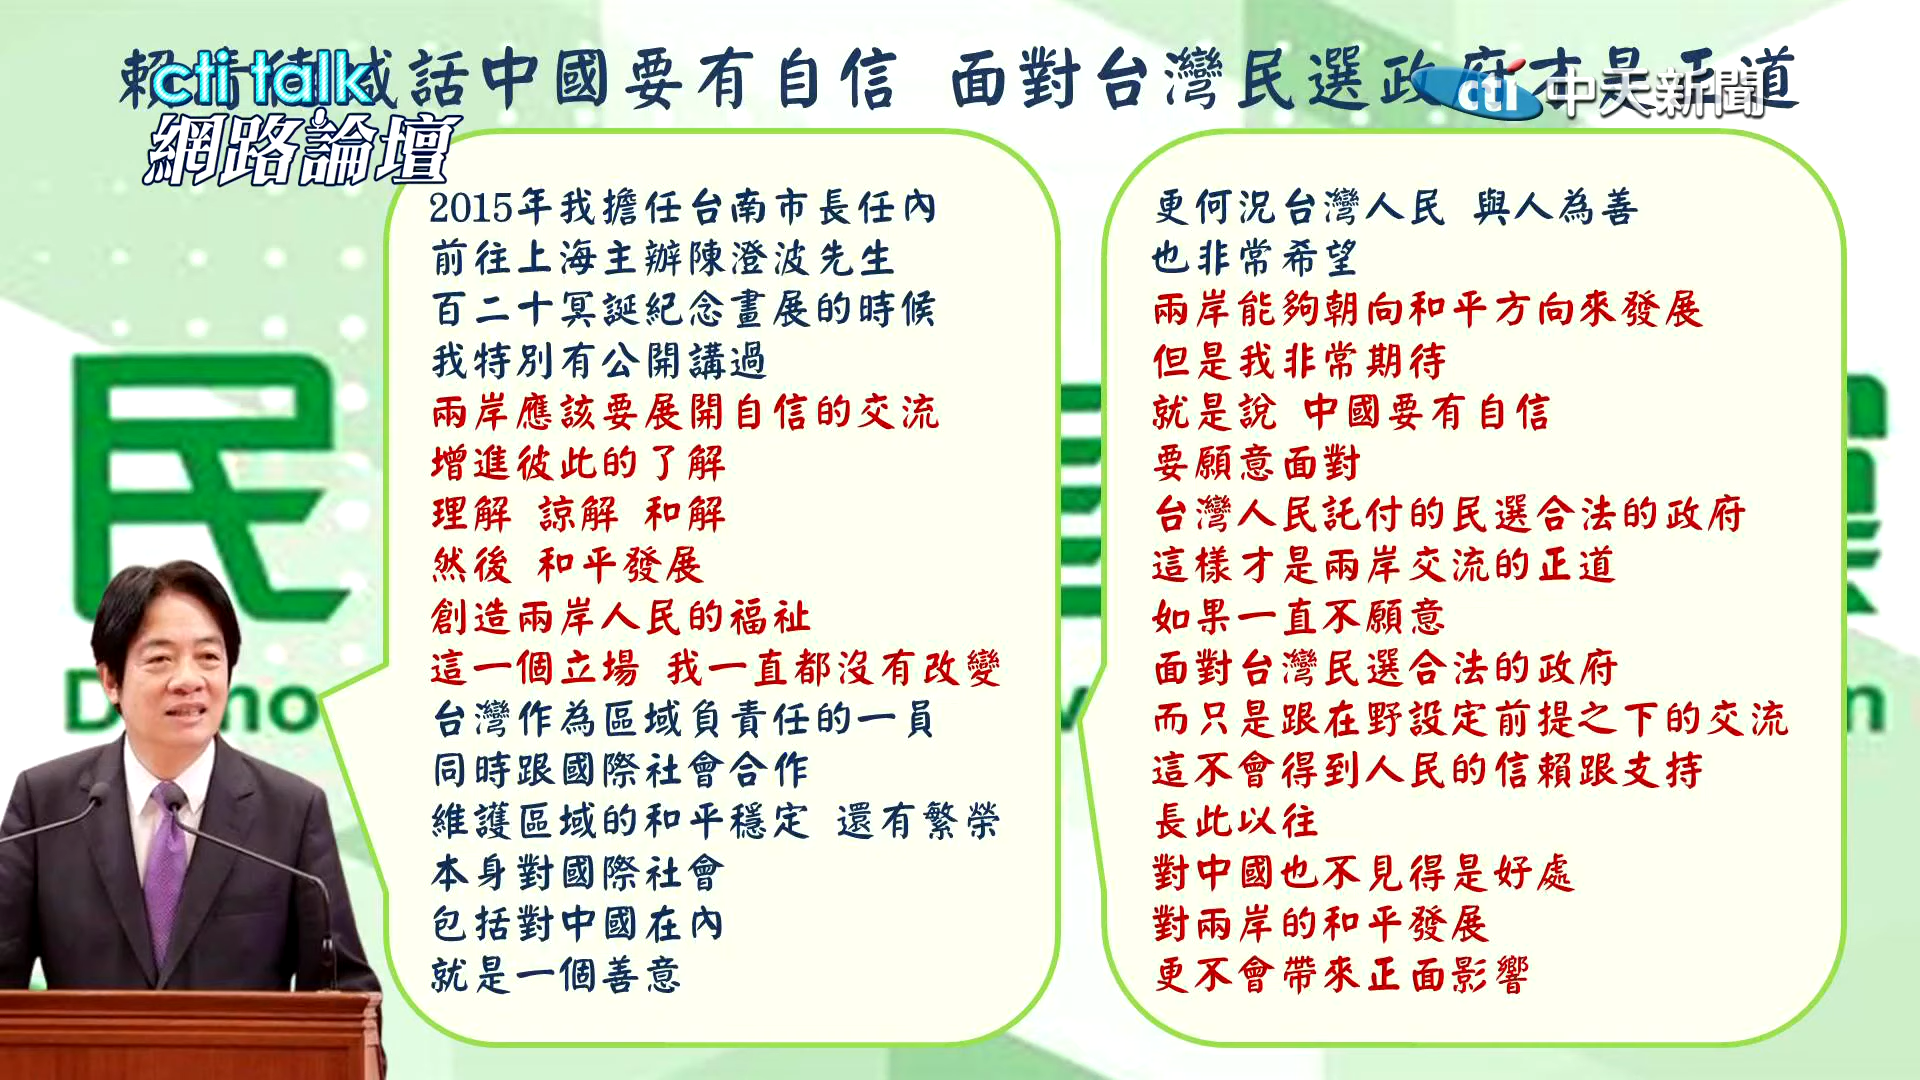 賴 喊話中國要有自信 面對台灣民選政府才是正道
cti talk
網路論壇
cti 中天新聞
2015年我擔任台南市長任內
前往上海主辦陳澄波先生
百二十冥誕紀念畫展的時候
我特別有公開講過
兩岸應該要展開自信的交流
增進彼此的了解
理解 諒解 和解
然後 和平發展
創造兩岸人民的福祉
這一個立場 我一直都沒有改變
台灣作為區域負責任的一員
同時跟國際社會合作
維護區域的和平穩定 還有繁榮
本身對國際社會
包括對中國在內
就是一個善意
更何況台灣人民 與人為善
也非常希望
兩岸能夠朝向和平方向來發展
但是我非常期待
就是說 中國要有自信
要願意面對
台灣人民託付的民選合法的政府
這樣才是兩岸交流的正道
如果一直不願意
面對台灣民選合法的政府
而只是跟在野設定前提之下的交流
這不會得到人民的信賴跟支持
長此以往
對中國也不見得是好處
對兩岸的和平發展
更不會帶來正面影響
民